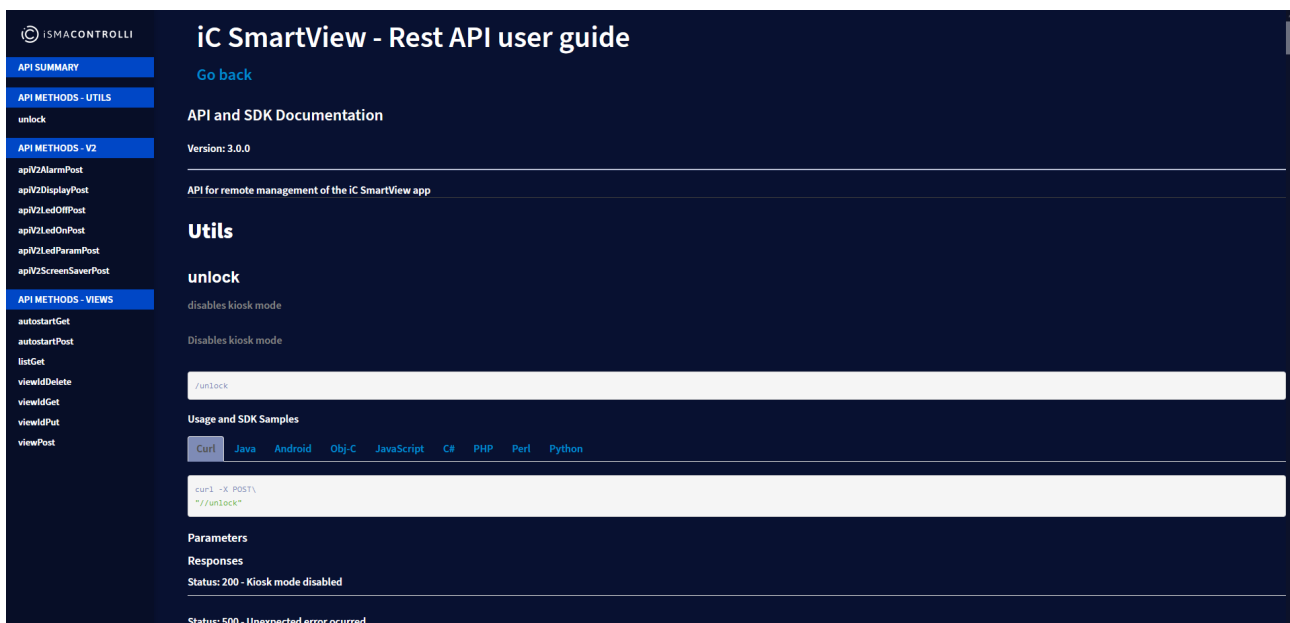 iSMACONTROLLI
API SUMMARY
API METHODS - UTILS
unlock
API METHODS - V2
apiV2AlarmPost
apiV2DisplayPost
apiV2LedOffPost
apiV2LedOnPost
apiV2LedParamPost
apiV2ScreenSaverPost
API METHODS - VIEWS
autostartGet
autostartPost
listGet
viewIdDelete
viewIdGet
viewIdPut
viewPost
iC SmartView - Rest API user guide
Go back
API and SDK Documentation
Version: 3.0.0
API for remote management of the iC SmartView app
Utils
unlock
disables kiosk mode
Disables kiosk mode
/unlock
Usage and SDK Samples
Curl Java Android Obj-C JavaScript C# PHP Perl Python
curl -X POST\
"//unlock"
Parameters
Responses
Status: 200 - Kiosk mode disabled
Status: 500 - Unexpected error ocurred